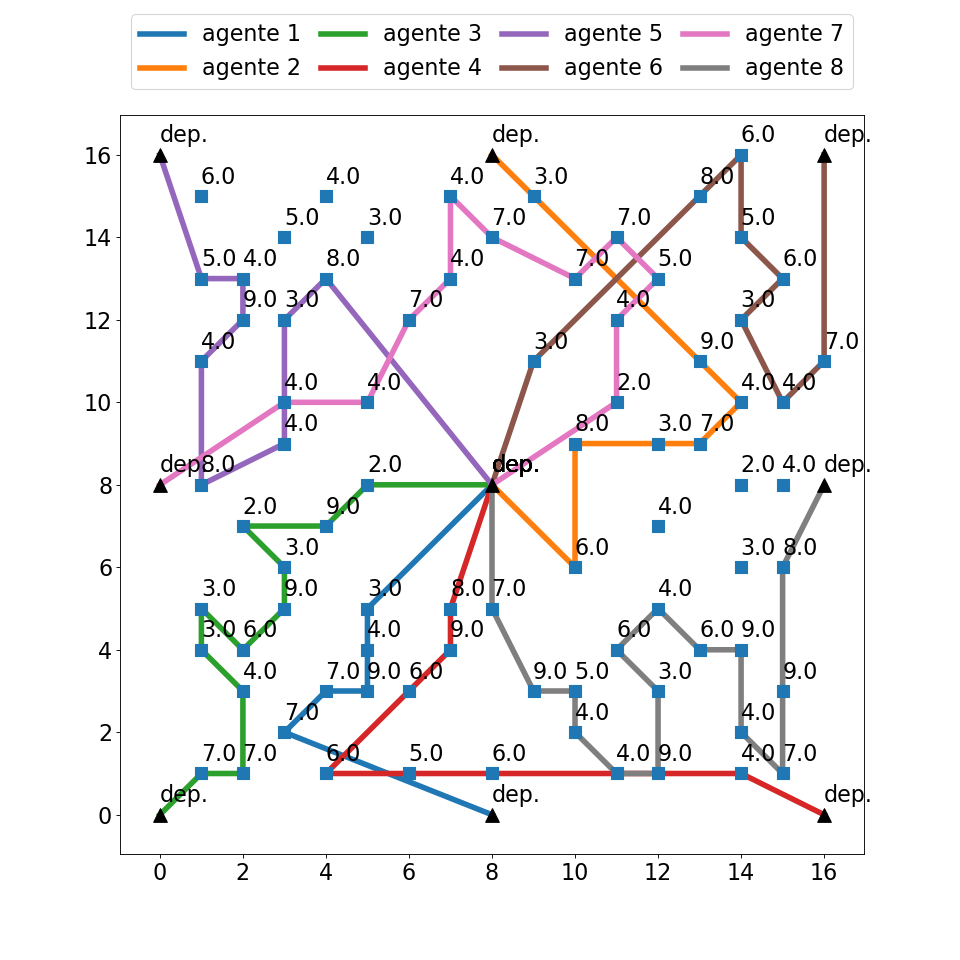 agente 1 agente 3 agente 5 agente 7
agente 2 agente 4 agente 6 agente 8
dep. dep. 6.0 dep.
16
6.0 4.0 4.0 3.0 8.0
5.0 3.0 7.0 7.0 5.0
14
5.0 4.0 8.0 4.0 7.0 5.0 6.0
9.0 3.0 7.0 4.0 3.0
12
4.0 3.0 9.0 7.0
4.0 4.0 2.0 4.0 4.0
10
4.0 8.0 3.0 7.0
dep. 8.0 2.0 dep. 2.0 4.0 dep.
8
2.0 9.0 4.0
3.0 3.0 8.0
6
3.0 9.0 3.0 8.0 7.0 4.0
3.0 6.0 4.0 9.0 6.0 6.0 9.0
4
4.0 7.0 9.0 6.0 9.0 5.0 3.0 9.0
7.0 4.0 4.0
2
7.0 7.0 6.0 5.0 6.0 4.0 9.0 4.0 7.0
dep. dep. dep.
0
0 2 4 6 8 10 12 14 16